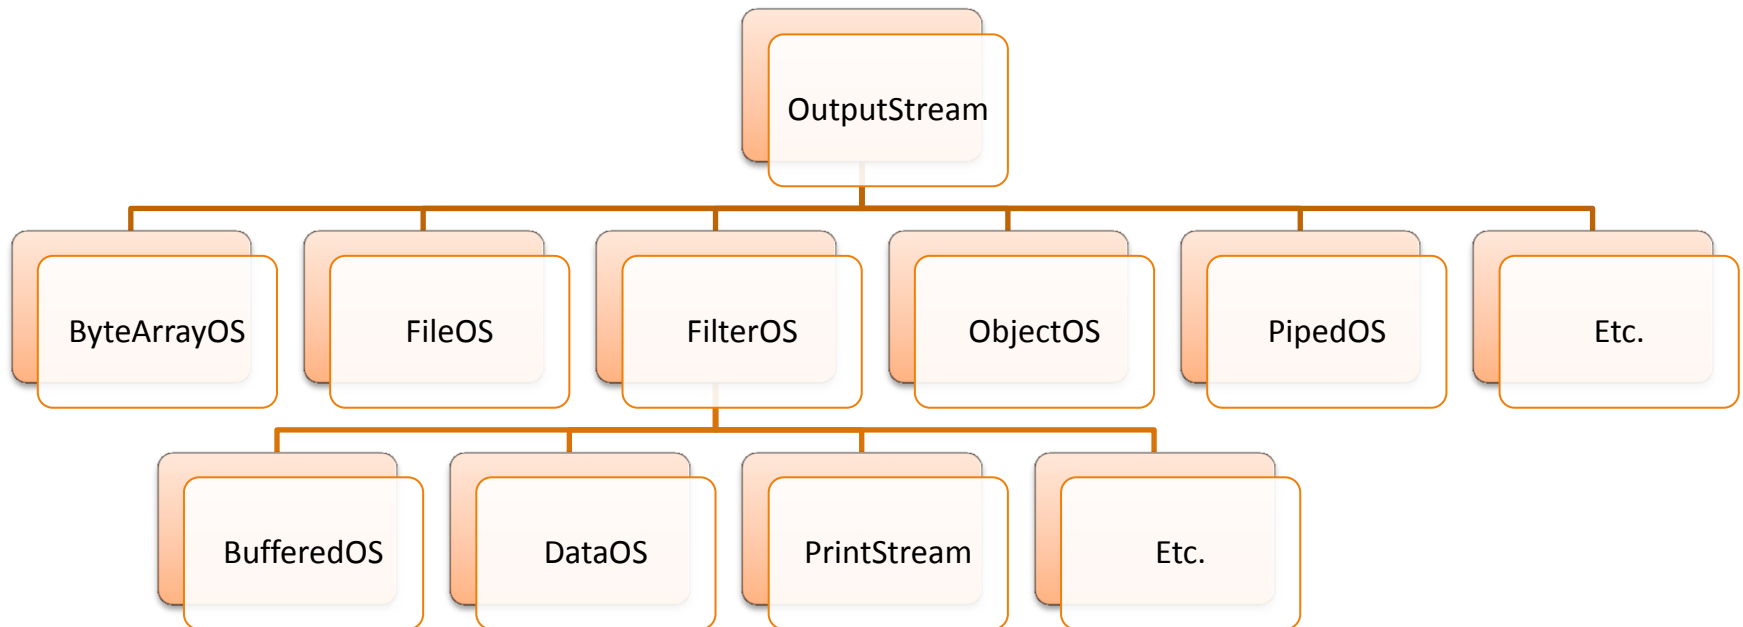 OutputStream
ByteArrayOS
FileOS
FilterOS
ObjectOS
PipedOS
Etc.
BufferedOS
DataOS
PrintStream
Etc.